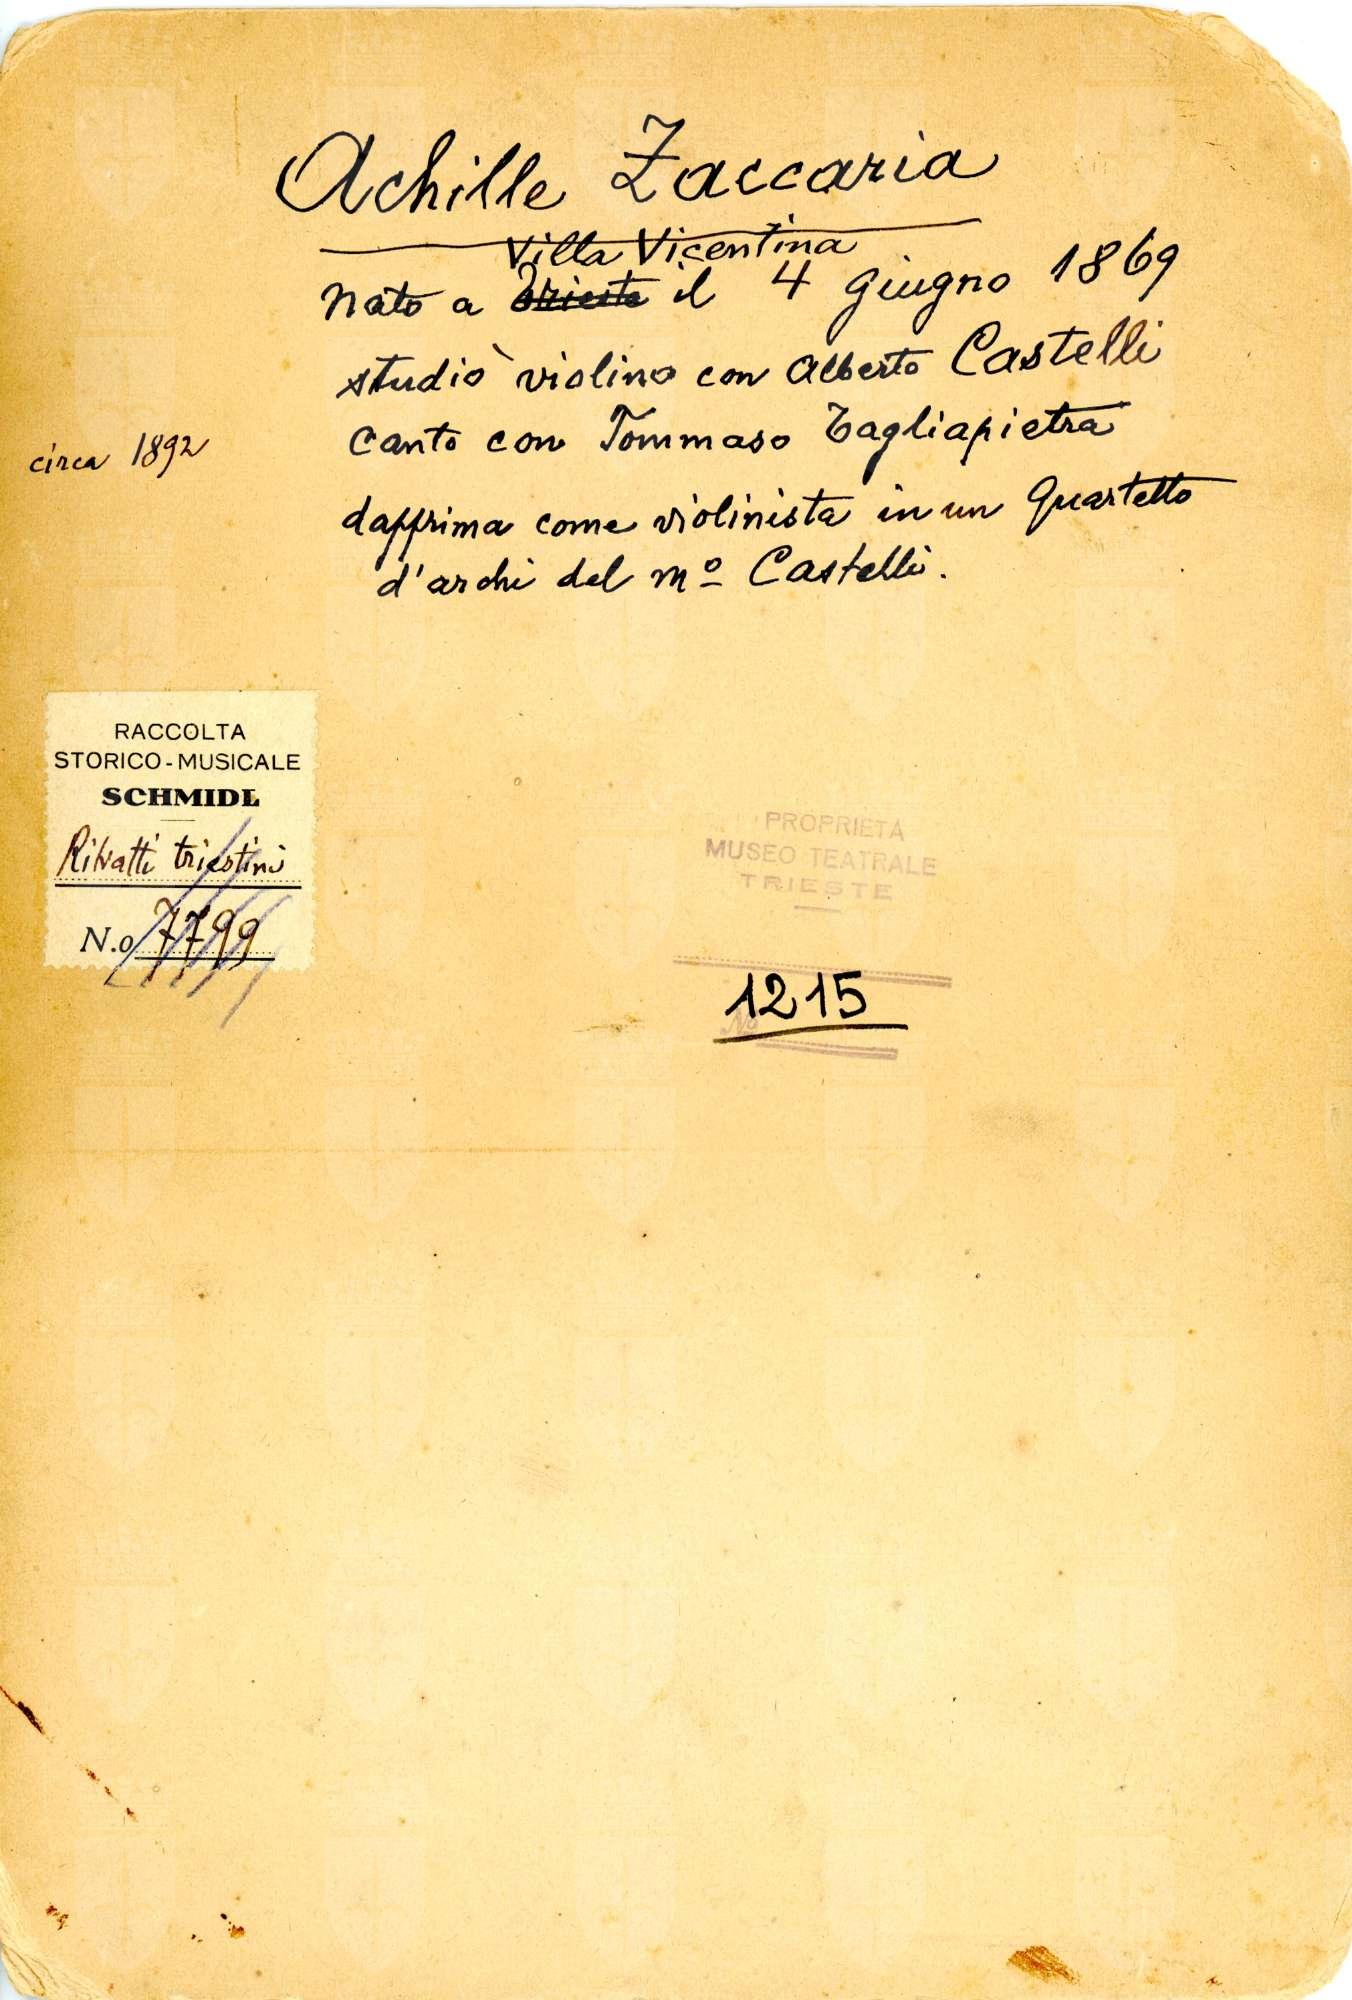 Achille Zaccaria
Villa Vicentina
nato a Trieste il 4 giugno 1869
studiò violino con Alberto Castelli
circa 1892
canto con Tommaso Tagliapietra
dapprima come violinista in un Quartetto
d'archi del mº Castelli.
RACCOLTA
STORICO-MUSICALE
SCHMIDL
Ritratti triestini
N.o 7799
PROPRIETÀ
MUSEO TEATRALE
TRIESTE
1215
Nº